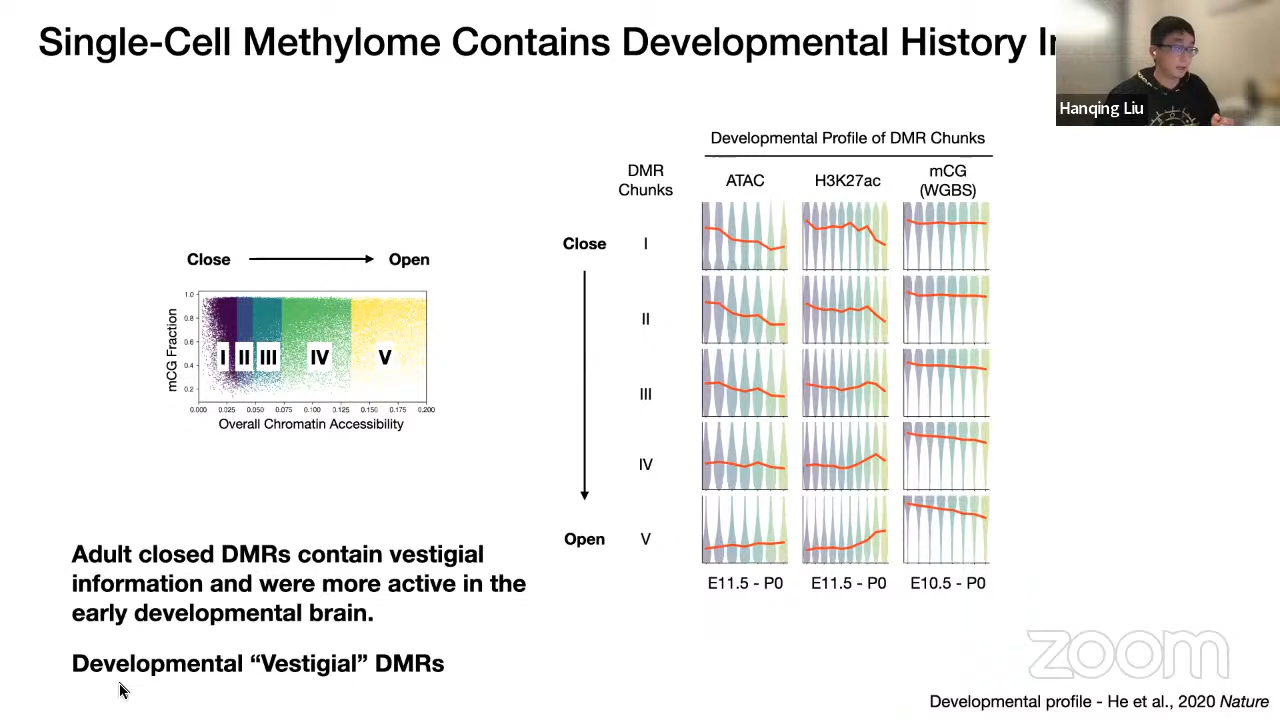 Single-Cell Methylome Contains Developmental History
Hanqing Liu
Developmental Profile of DMR Chunks
DMR
Chunks
ATAC
H3K27ac
mCG
(WGBS)
Close
I
II
III
IV
Open
V
E11.5 - P0
E11.5 - P0
E10.5 - P0
Close
Open
mCG Fraction
1.0
0.8
0.6
0.4
0.2
I
II
III
IV
V
0.000
0.025
0.050
0.075
0.100
0.125
0.150
0.175
0.200
Overall Chromatin Accessibility
Adult closed DMRs contain vestigial
information and were more active in the
early developmental brain.
Developmental “Vestigial” DMRs
zoom
Developmental profile - He et al., 2020 Nature